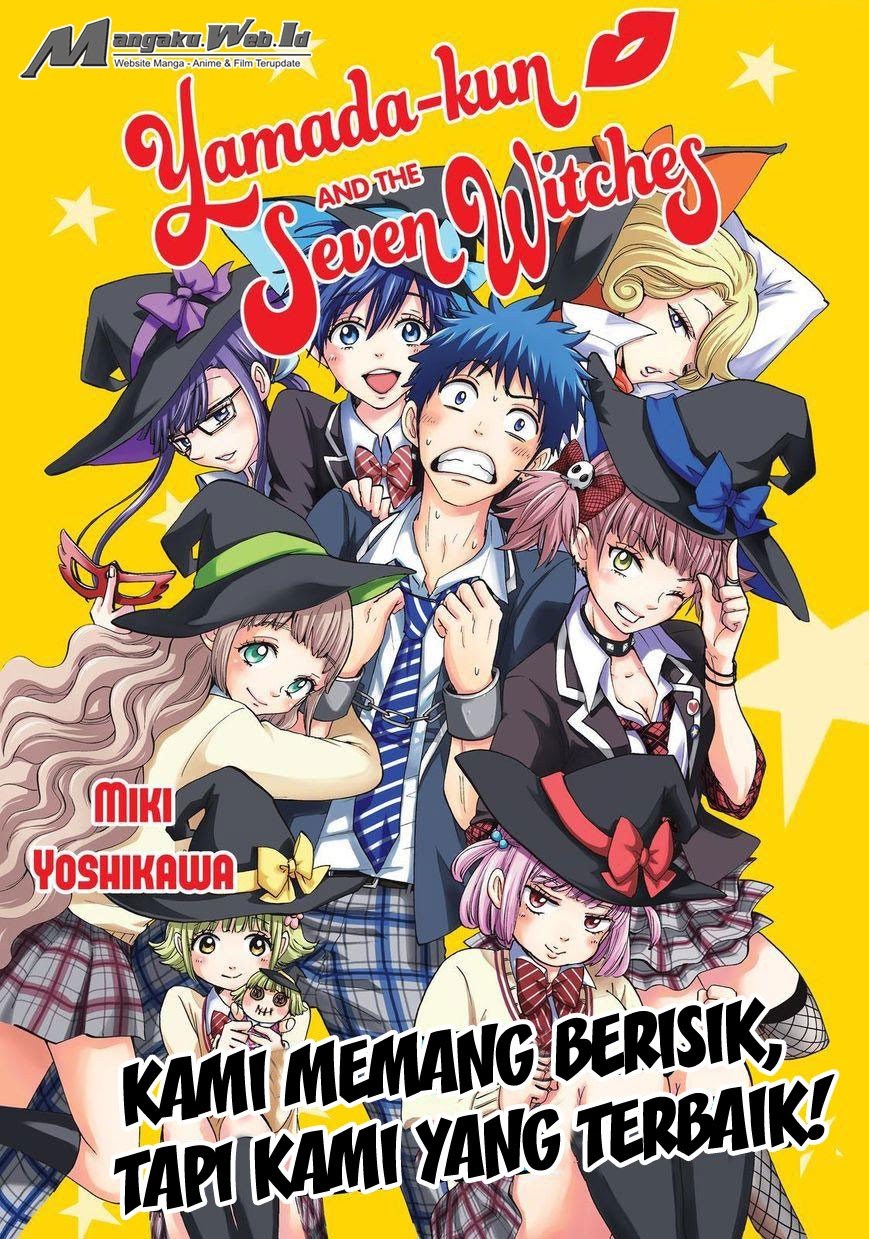 Mangaku.Web.Id
Website Manga - Anime & Film Terupdate
Yamada-kun
AND THE
Seven Witches
MIKI
YOSHIKAWA
KAMI MEMANG BERISIK,
TAPI KAMI YANG TERBAIK!